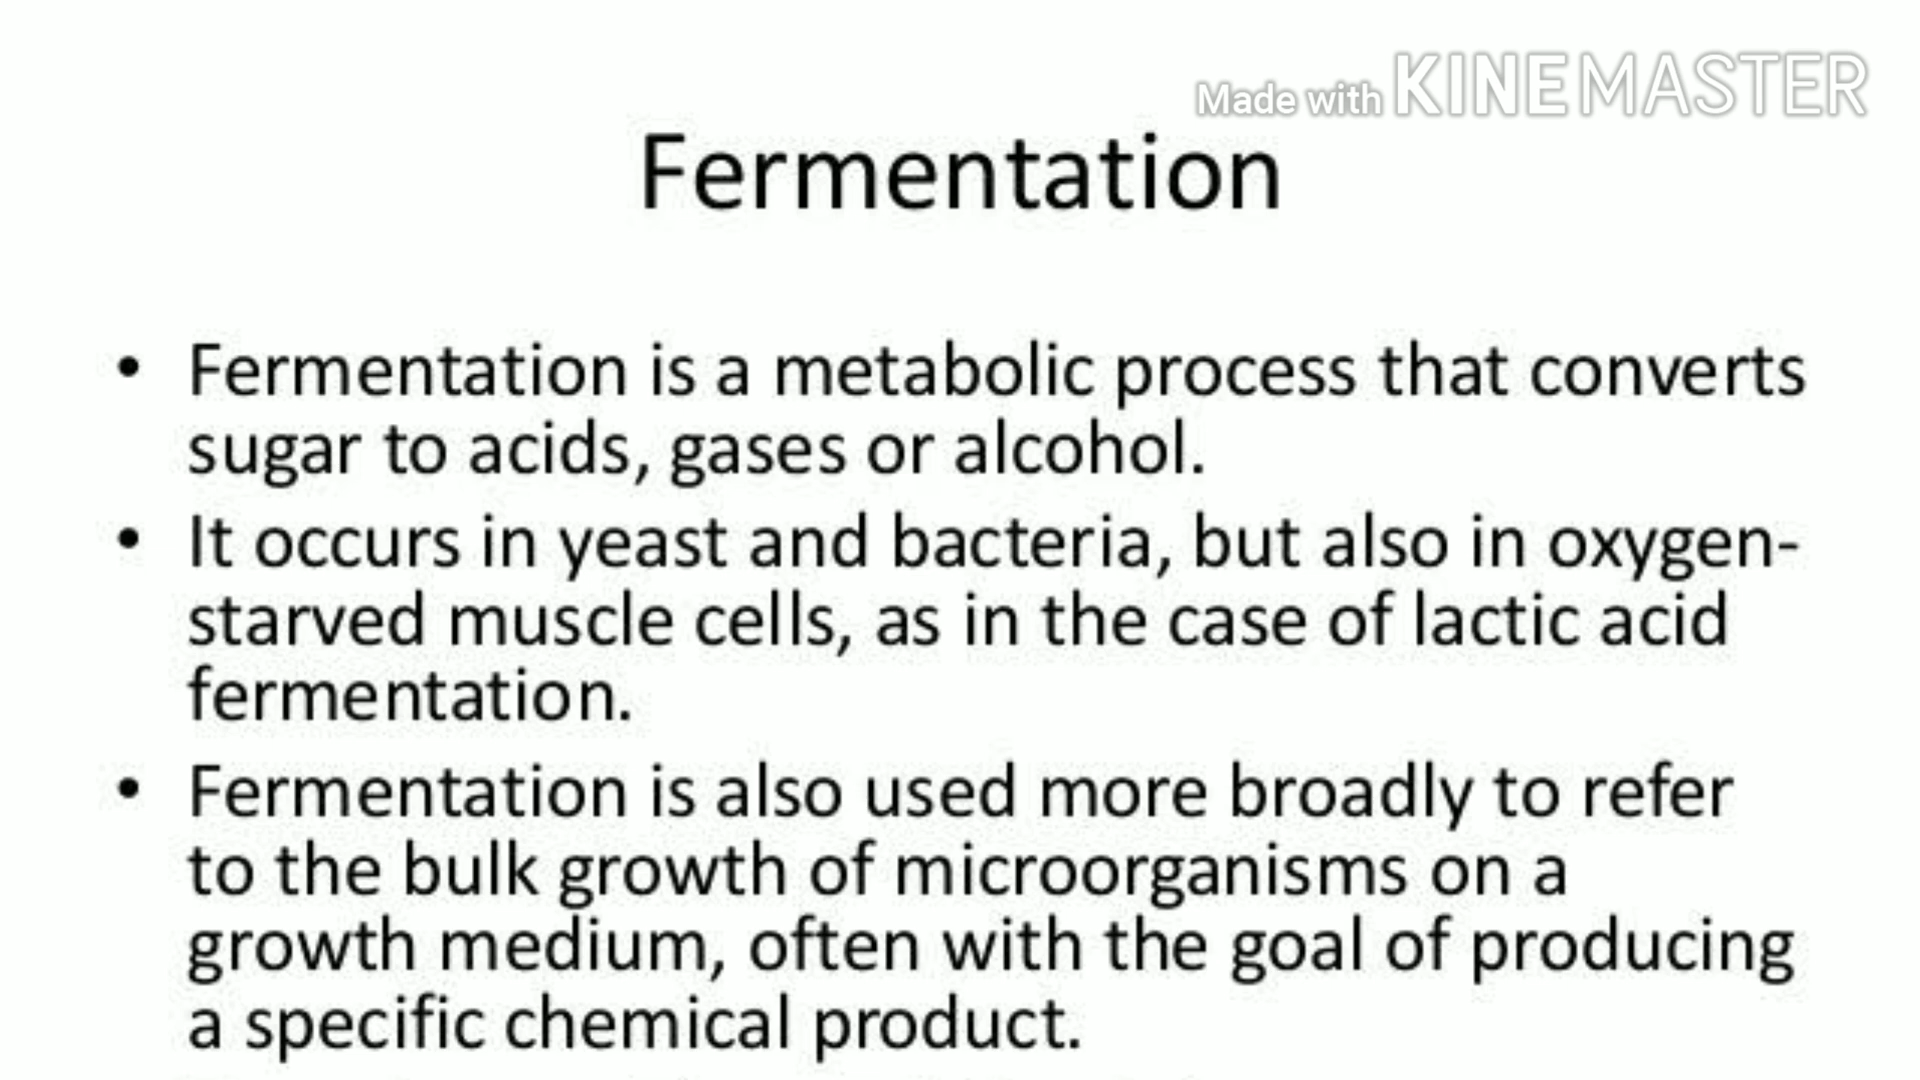 Made with KINEMASTER
Fermentation
• Fermentation is a metabolic process that converts
sugar to acids, gases or alcohol.
• It occurs in yeast and bacteria, but also in oxygen-
starved muscle cells, as in the case of lactic acid
fermentation.
• Fermentation is also used more broadly to refer
to the bulk growth of microorganisms on a
growth medium, often with the goal of producing
a specific chemical product.